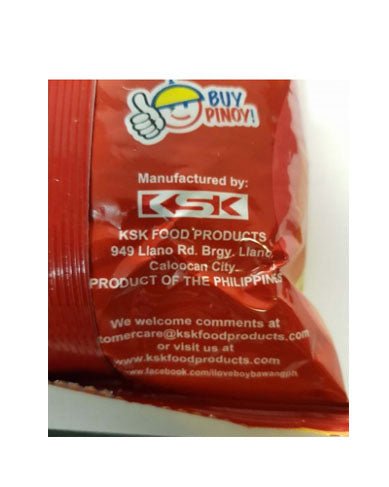 BUY
PINOY!
Manufactured by:
KSK
KSK FOOD PRODUCTS
949 Llano Rd. Brgy. Llano,
Caloocan City
PRODUCT OF THE PHILIPPINES
We welcome comments at
tomercare@kskfoodproducts.com
or visit us at
www.kskfoodproducts.com
www.facebook.com/iloveboybawangph